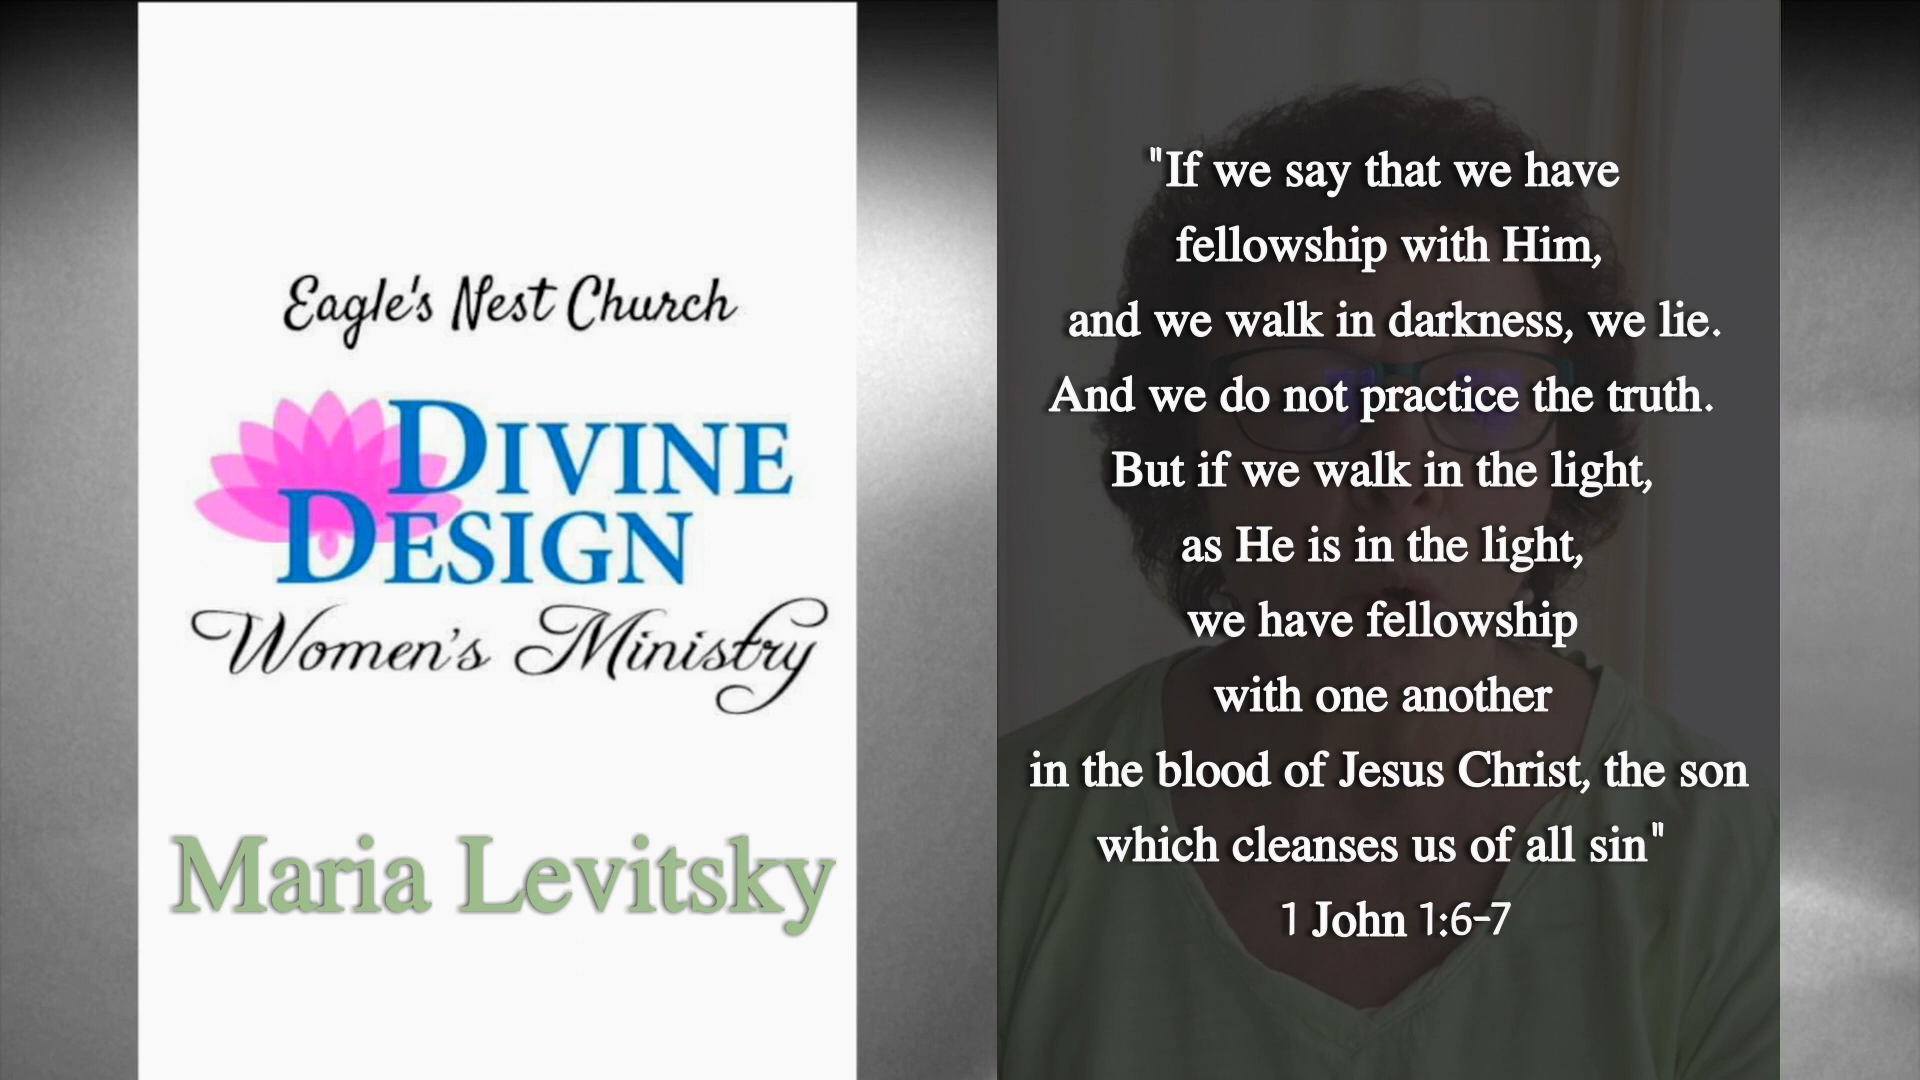 Eagle's Nest Church
DIVINE
DESIGN
Women's Ministry
Maria Levitsky
"If we say that we have
fellowship with Him,
and we walk in darkness, we lie.
And we do not practice the truth.
But if we walk in the light,
as He is in the light,
we have fellowship
with one another
in the blood of Jesus Christ, the son
which cleanses us of all sin"
1 John 1:6-7